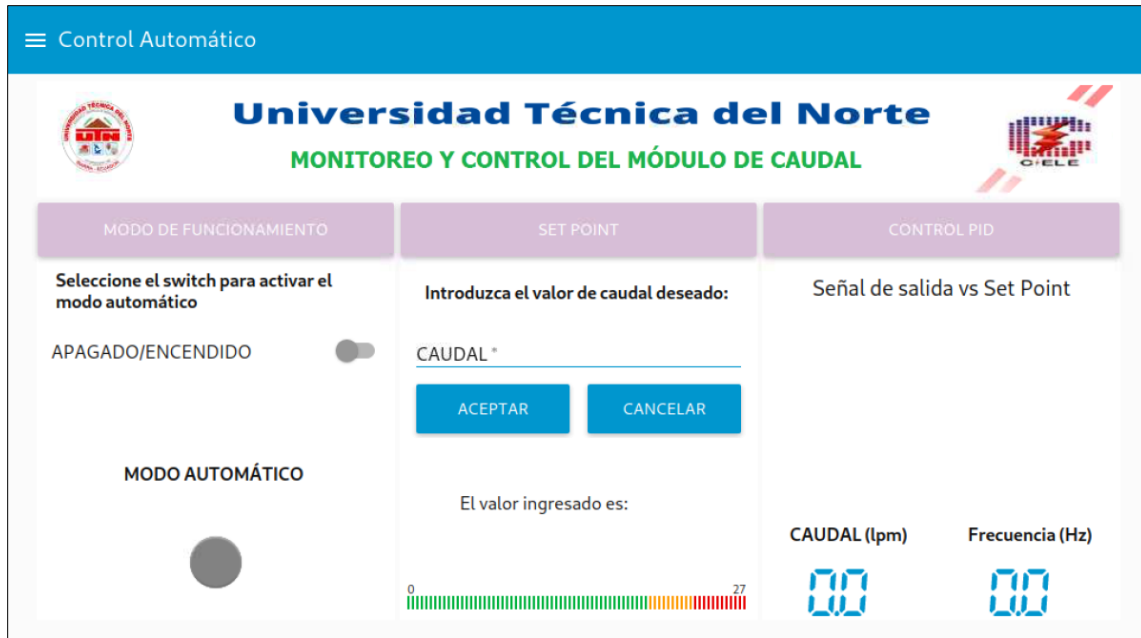 Control Automático
Universidad Técnica del Norte
MONITOREO Y CONTROL DEL MÓDULO DE CAUDAL
UTN
CIELE
MODO DE FUNCIONAMIENTO
Seleccione el switch para activar el
modo automático
APAGADO/ENCENDIDO
MODO AUTOMÁTICO
SET POINT
Introduzca el valor de caudal deseado:
CAUDAL *
ACEPTAR
CANCELAR
El valor ingresado es:
0 27
CONTROL PID
Señal de salida vs Set Point
CAUDAL (lpm)
0.0
Frecuencia (Hz)
0.0